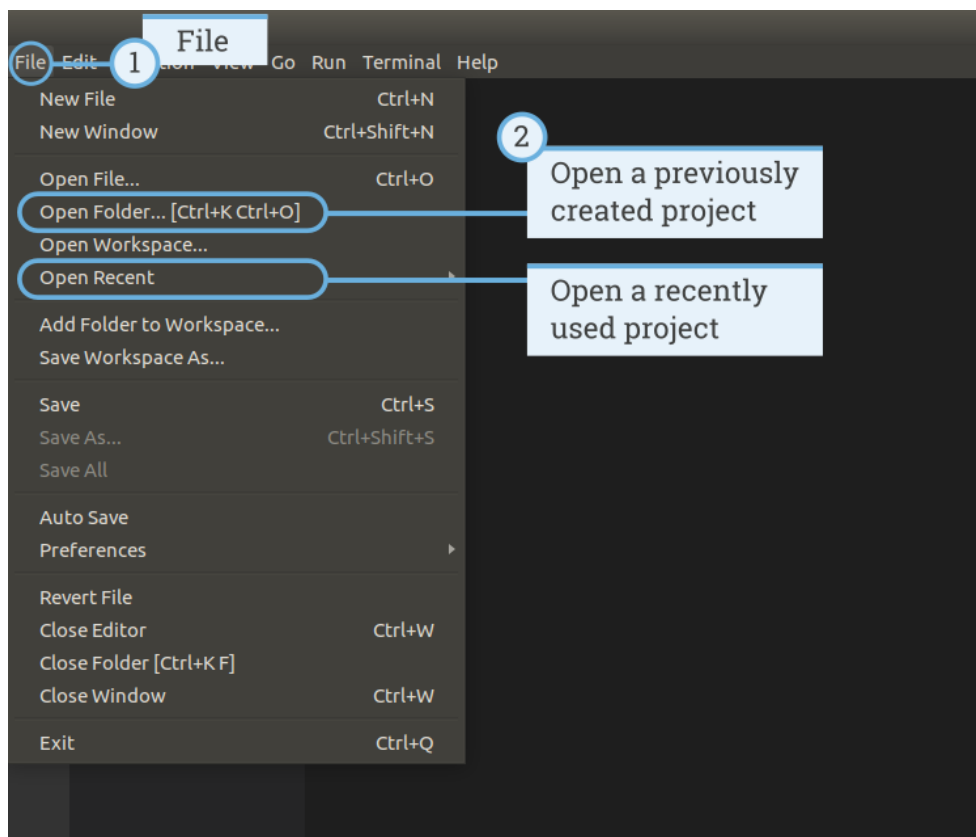 File
File Edit View Go Run Terminal Help
1
New File Ctrl+N
New Window Ctrl+Shift+N
2
Open a previously
created project
Open File... Ctrl+O
Open Folder... [Ctrl+K Ctrl+O]
Open Workspace...
Open Recent
Open a recently
used project
Add Folder to Workspace...
Save Workspace As...
Save Ctrl+S
Save As... Ctrl+Shift+S
Save All
Auto Save
Preferences
Revert File
Close Editor Ctrl+W
Close Folder [Ctrl+K F]
Close Window Ctrl+W
Exit Ctrl+Q